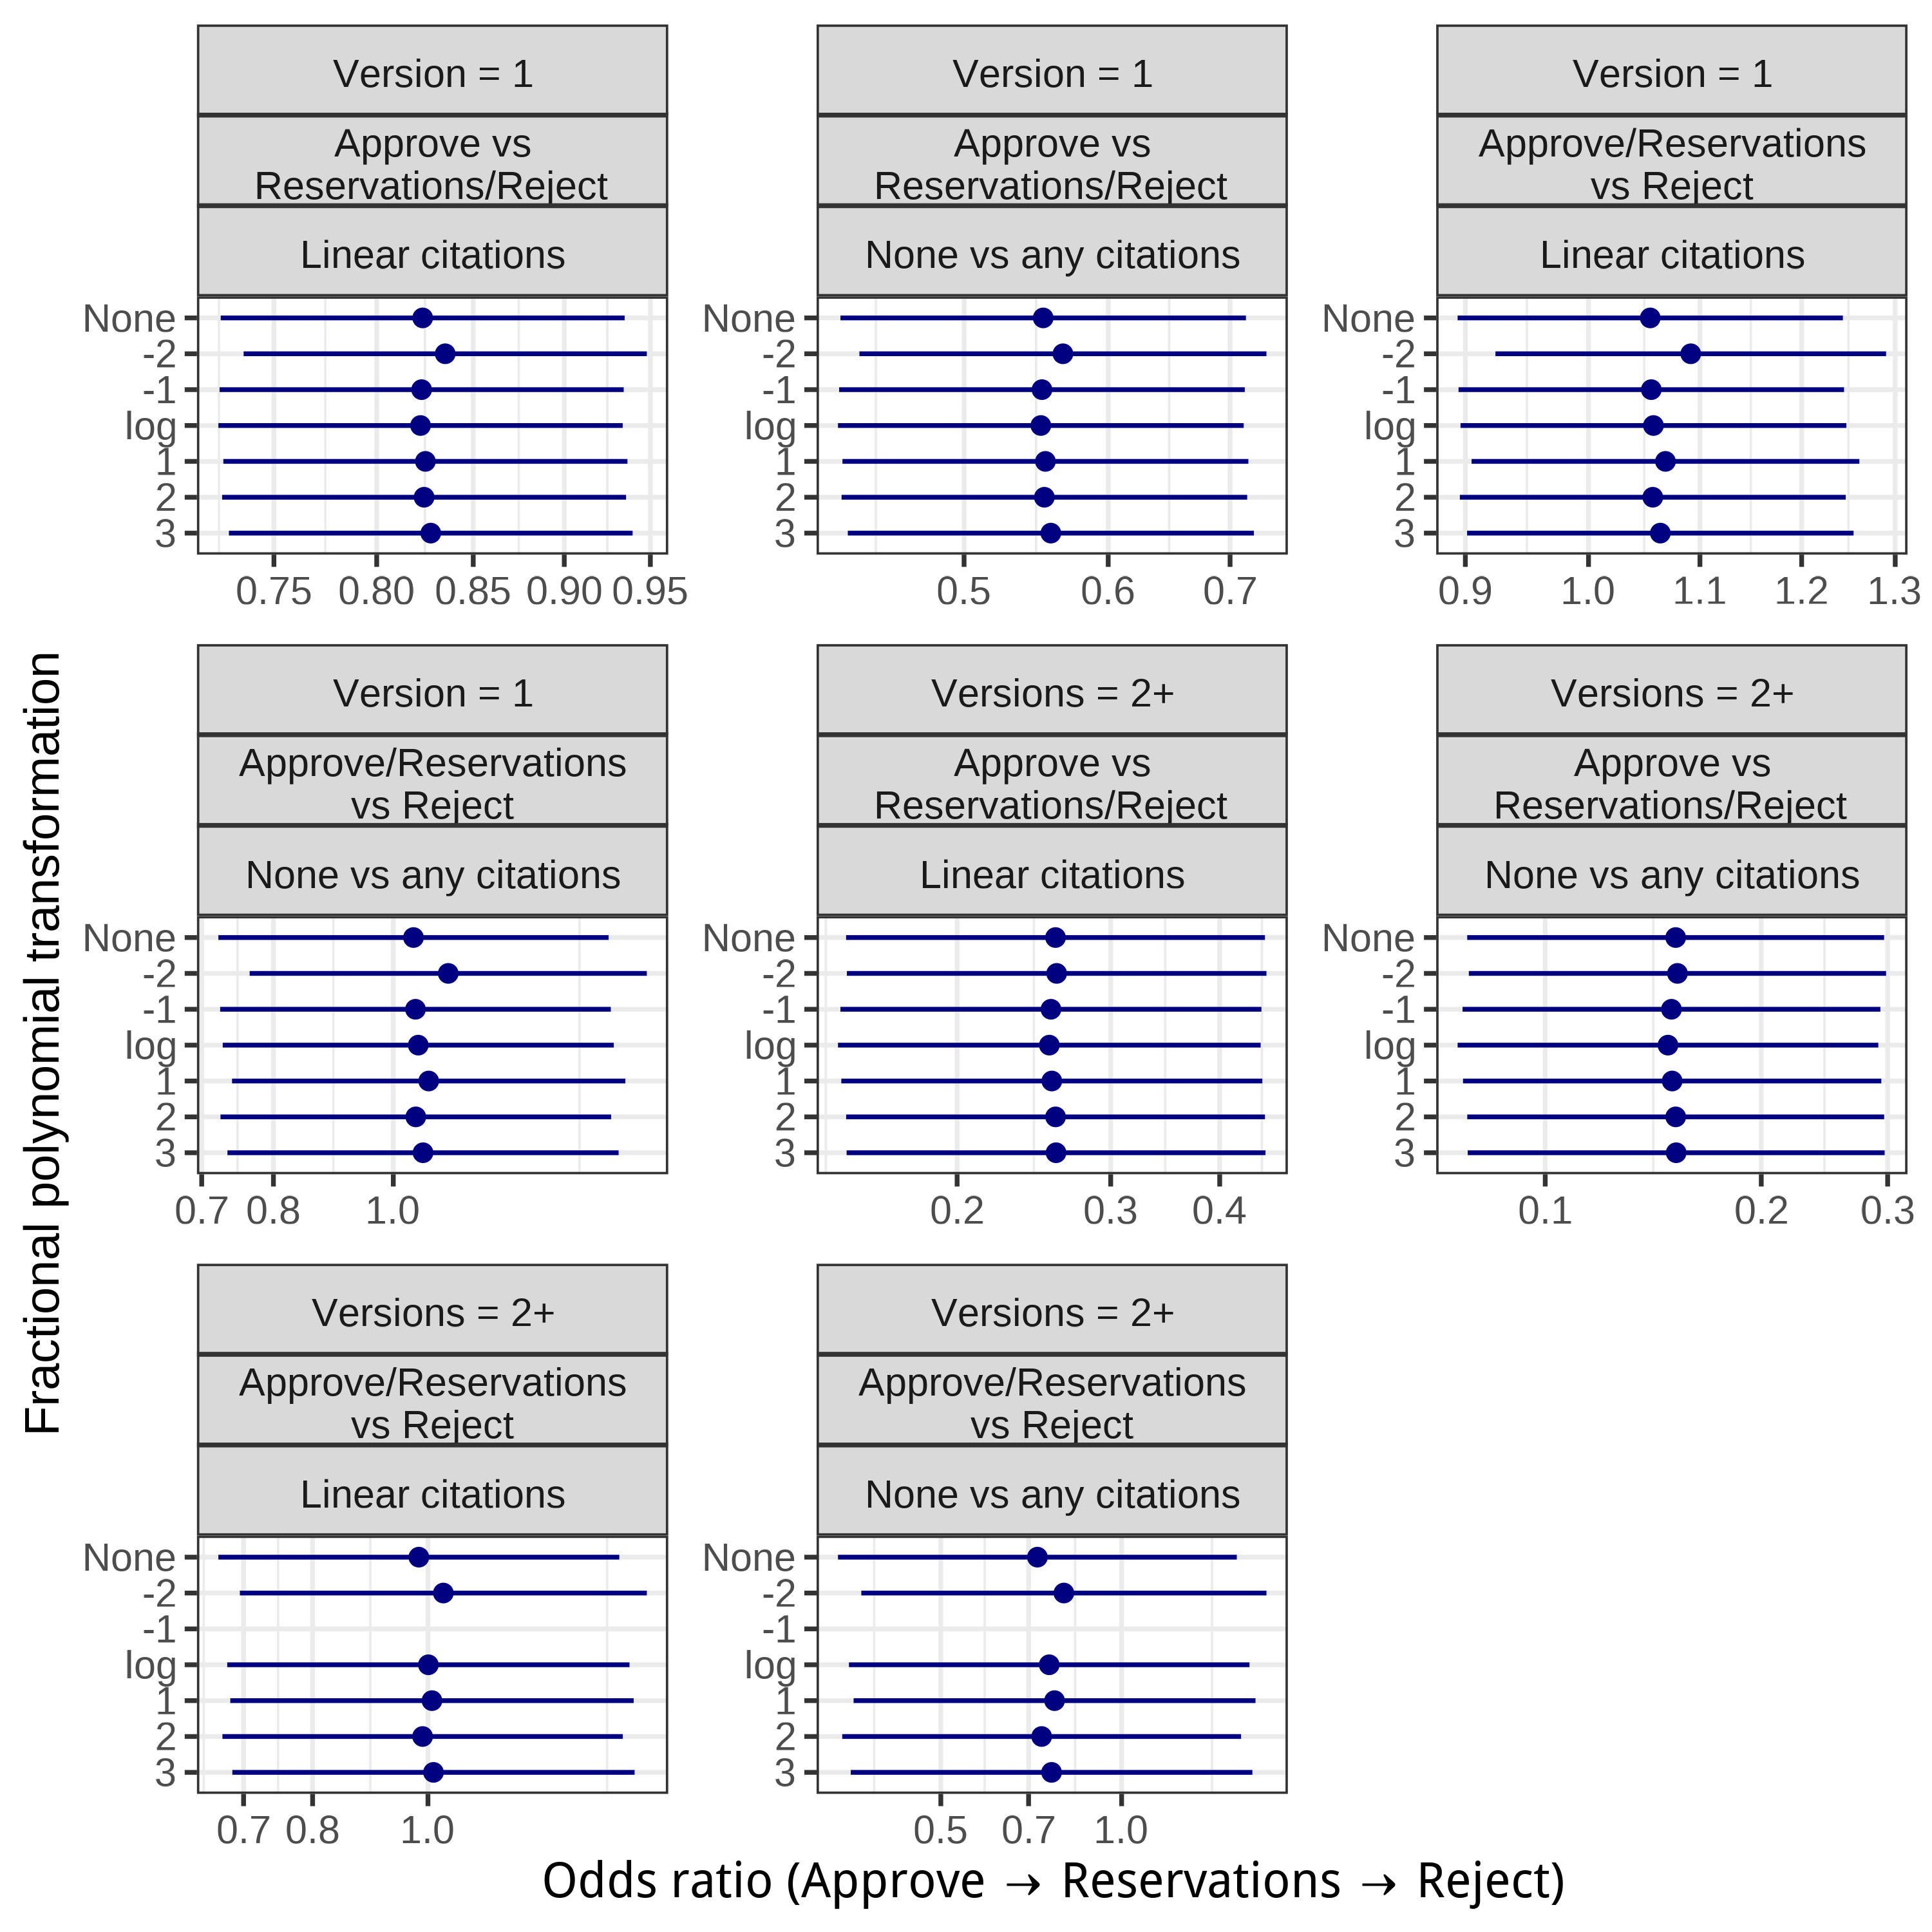 Version = 1
Approve vs
Reservations/Reject
Linear citations
None
-2
-1
log
1
2
3
0.75 0.80 0.85 0.90 0.95
Version = 1
Approve vs
Reservations/Reject
None vs any citations
None
-2
-1
log
1
2
3
0.5 0.6 0.7
Version = 1
Approve/Reservations
vs Reject
Linear citations
None
-2
-1
log
1
2
3
0.9 1.0 1.1 1.2 1.3
Fractional polynomial transformation
Version = 1
Approve/Reservations
vs Reject
None vs any citations
None
-2
-1
log
1
2
3
0.7 0.8 1.0
Versions = 2+
Approve vs
Reservations/Reject
Linear citations
None
-2
-1
log
1
2
3
0.2 0.3 0.4
Versions = 2+
Approve vs
Reservations/Reject
None vs any citations
None
-2
-1
log
1
2
3
0.1 0.2 0.3
Versions = 2+
Approve/Reservations
vs Reject
Linear citations
None
-2
-1
log
1
2
3
0.7 0.8 1.0
Versions = 2+
Approve/Reservations
vs Reject
None vs any citations
None
-2
-1
log
1
2
3
0.5 0.7 1.0
Odds ratio (Approve → Reservations → Reject)